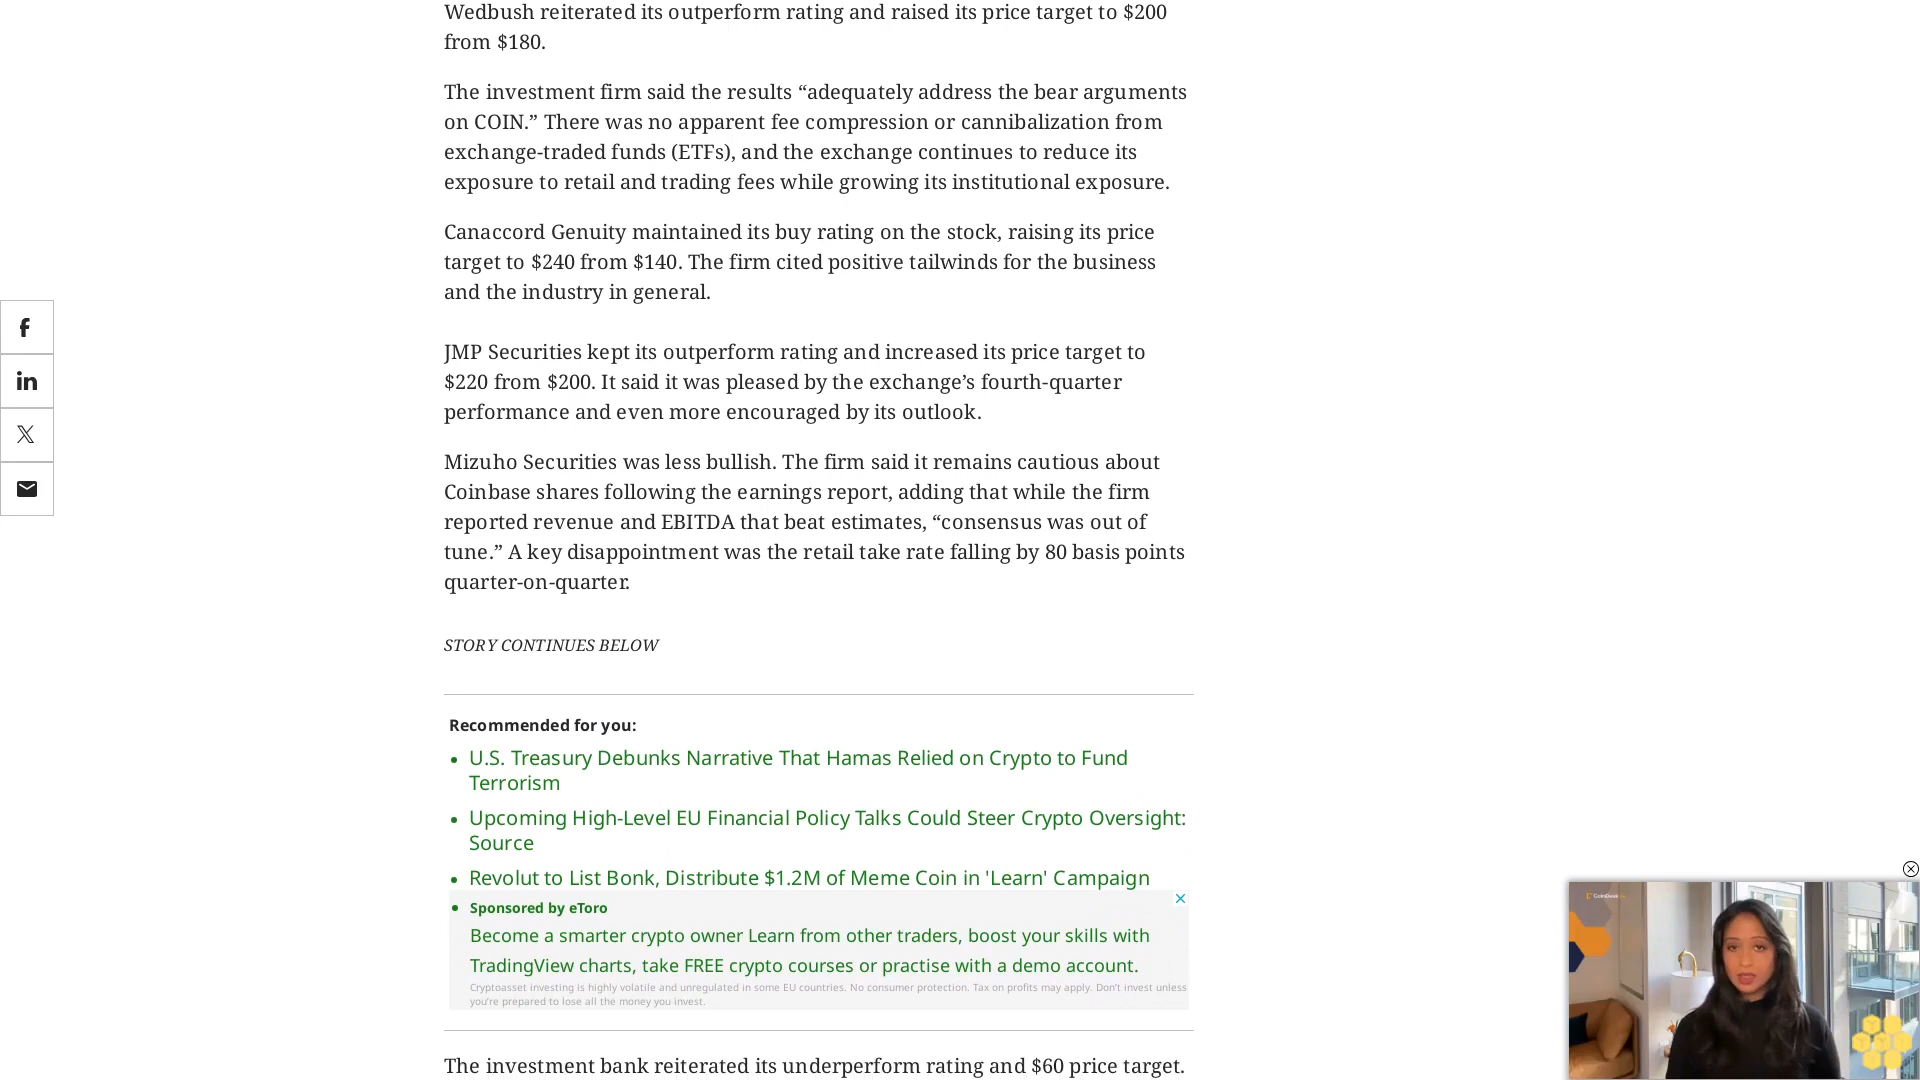 Wedbush reiterated its outperform rating and raised its price target to $200
from $180.
The investment firm said the results “adequately address the bear arguments
on COIN.” There was no apparent fee compression or cannibalization from
exchange-traded funds (ETFs), and the exchange continues to reduce its
exposure to retail and trading fees while growing its institutional exposure.
Canaccord Genuity maintained its buy rating on the stock, raising its price
target to $240 from $140. The firm cited positive tailwinds for the business
and the industry in general.
JMP Securities kept its outperform rating and increased its price target to
$220 from $200. It said it was pleased by the exchange’s fourth-quarter
performance and even more encouraged by its outlook.
Mizuho Securities was less bullish. The firm said it remains cautious about
Coinbase shares following the earnings report, adding that while the firm
reported revenue and EBITDA that beat estimates, “consensus was out of
tune.” A key disappointment was the retail take rate falling by 80 basis points
quarter-on-quarter.
STORY CONTINUES BELOW
Recommended for you:
U.S. Treasury Debunks Narrative That Hamas Relied on Crypto to Fund
Terrorism
Upcoming High-Level EU Financial Policy Talks Could Steer Crypto Oversight:
Source
Revolut to List Bonk, Distribute $1.2M of Meme Coin in 'Learn' Campaign
Sponsored by eToro
Become a smarter crypto owner Learn from other traders, boost your skills with
TradingView charts, take FREE crypto courses or practise with a demo account.
Cryptoasset investing is highly volatile and unregulated in some EU countries. No consumer protection. Tax on profits may apply. Don’t invest unless
you’re prepared to lose all the money you invest.
The investment bank reiterated its underperform rating and $60 price target.
CoinDesk